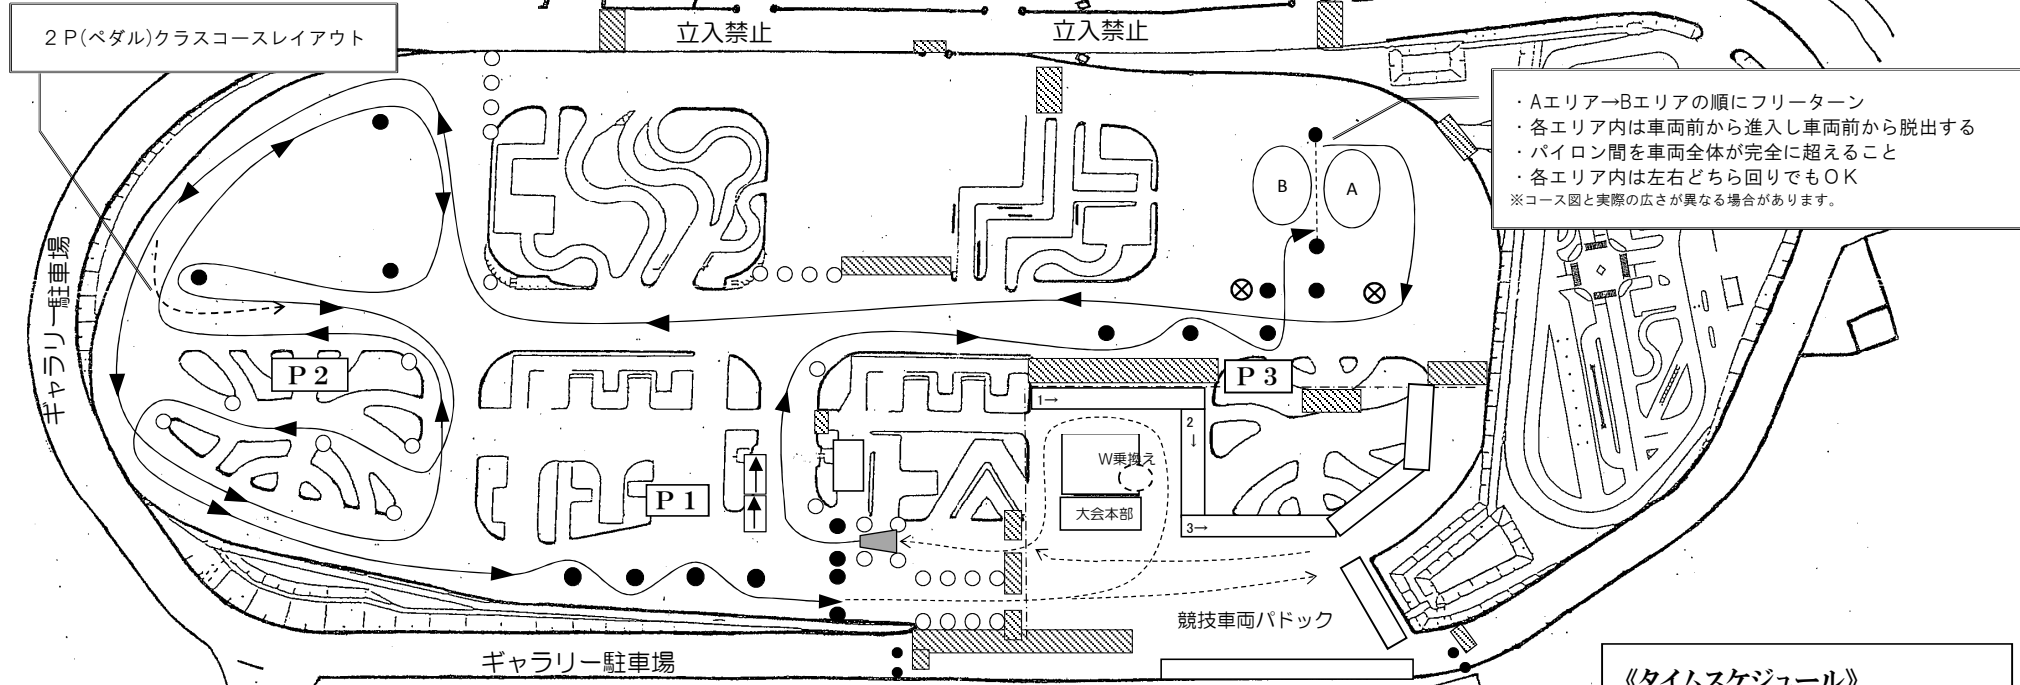 ２Ｐ(ペダル)クラスコースレイアウト
立入禁止
立入禁止
・Aエリア→Bエリアの順にフリーターン
・各エリア内は車両前から進入し車両前から脱出する
・パイロン間を車両全体が完全に超えること
・各エリア内は左右どちら回りでもＯＫ
※コース図と実際の広さが異なる場合があります。
B
A
ギャラリー駐車場
P 2
P 3
1→
2
↓
W乗換え
P 1
大会本部
3→
競技車両パドック
ギャラリー駐車場
《タイムスケジュール》